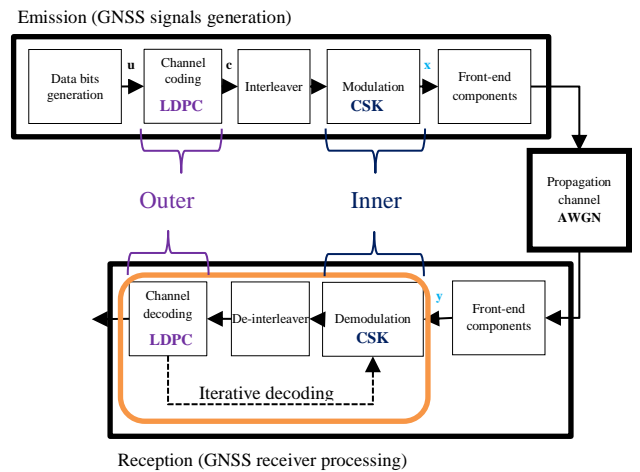 Emission (GNSS signals generation)
u
c
x
Data bits
generation
Channel
coding
LDPC
Interleaver
Modulation
CSK
Front-end
components
Propagation
channel
AWGN
Outer
Inner
Channel
decoding
LDPC
De-interleaver
Demodulation
CSK
y
Front-end
components
Iterative decoding
Reception (GNSS receiver processing)